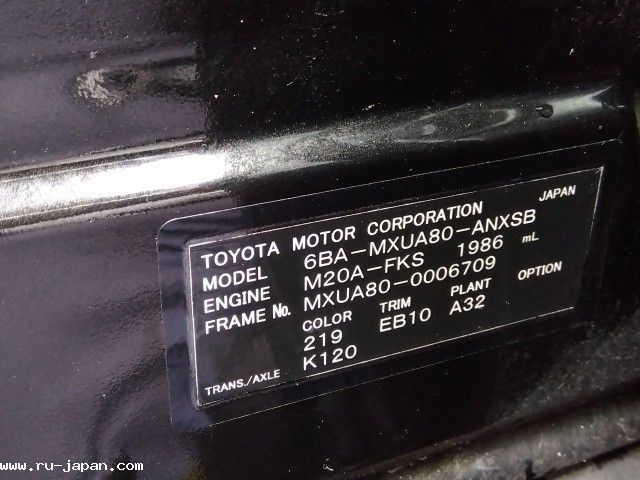 TOYOTA MOTOR CORPORATION JAPAN
MODEL 6BA-MXUA80-ANXSB
ENGINE M20A-FKS 1986 mL
FRAME No. MXUA80-0006709
COLOR TRIM PLANT OPTION
219 EB10 A32
TRANS./AXLE K120
www.ru-japan.com